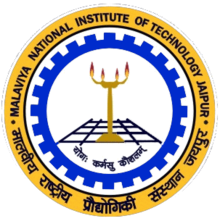 • MALAVIYA NATIONAL INSTITUTE OF TECHNOLOGY JAIPUR •
योगः कर्मसु कौशलम्
मालवीय राष्ट्रीय प्रौद्योगिकी संस्थान जयपुर